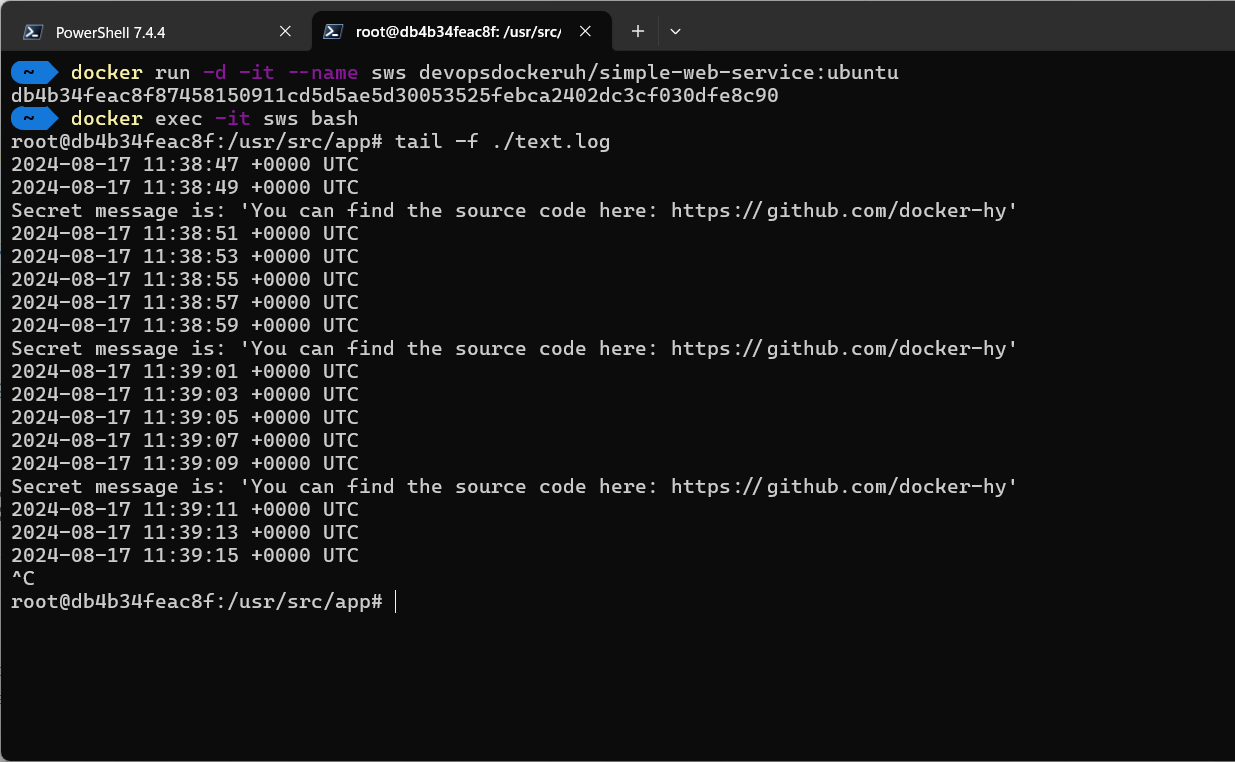 PowerShell 7.4.4
root@db4b34feac8f: /usr/src/
~ docker run -d -it --name sws devopsdockeruh/simple-web-service:ubuntu
db4b34feac8f87458150911cd5d5ae5d30053525febca2402dc3cf030dfe8c90
~ docker exec -it sws bash
root@db4b34feac8f:/usr/src/app# tail -f ./text.log
2024-08-17 11:38:47 +0000 UTC
2024-08-17 11:38:49 +0000 UTC
Secret message is: 'You can find the source code here: https://github.com/docker-hy'
2024-08-17 11:38:51 +0000 UTC
2024-08-17 11:38:53 +0000 UTC
2024-08-17 11:38:55 +0000 UTC
2024-08-17 11:38:57 +0000 UTC
2024-08-17 11:38:59 +0000 UTC
Secret message is: 'You can find the source code here: https://github.com/docker-hy'
2024-08-17 11:39:01 +0000 UTC
2024-08-17 11:39:03 +0000 UTC
2024-08-17 11:39:05 +0000 UTC
2024-08-17 11:39:07 +0000 UTC
2024-08-17 11:39:09 +0000 UTC
Secret message is: 'You can find the source code here: https://github.com/docker-hy'
2024-08-17 11:39:11 +0000 UTC
2024-08-17 11:39:13 +0000 UTC
2024-08-17 11:39:15 +0000 UTC
^C
root@db4b34feac8f:/usr/src/app#